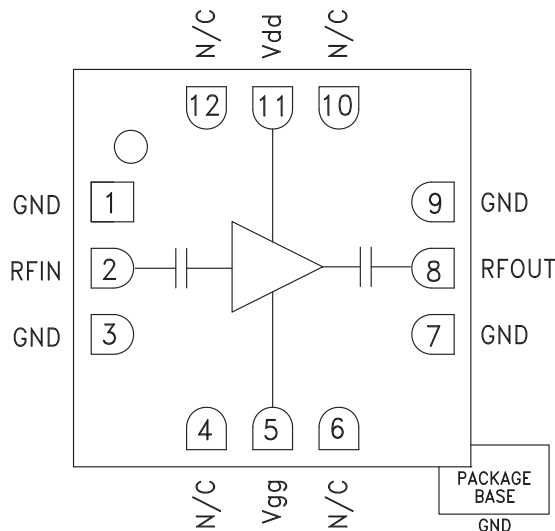 N/C Vdd N/C
12 11 10
GND 1 9 GND
RFIN 2 8 RFOUT
GND 3 7 GND
4 5 6
N/C Vgg N/C
PACKAGE
BASE
GND